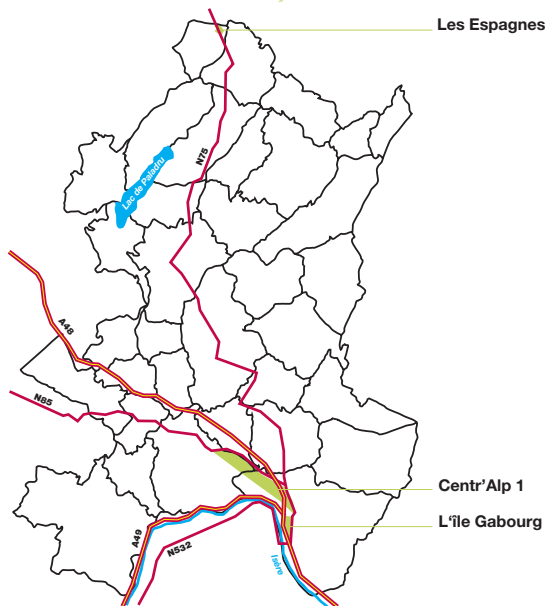 Les Espagnes
N75
Lac de Paladru
A48
N85
Centr'Alp 1
L'île Gabourg
A49
N532
Isère